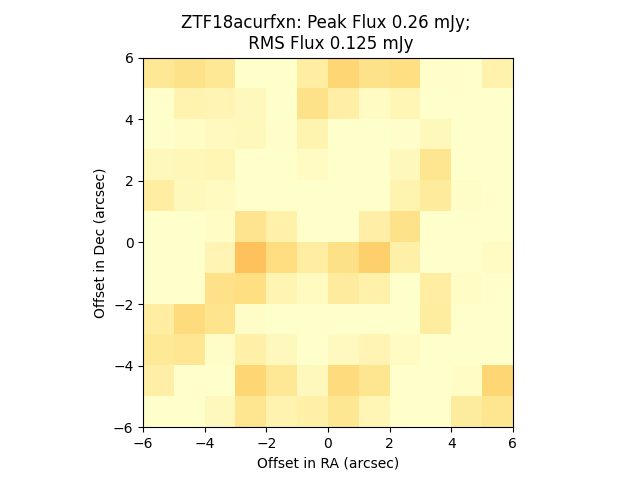 ZTF18acurfxn: Peak Flux 0.26 mJy;
RMS Flux 0.125 mJy
6
4
2
0
−2
−4
−6
Offset in Dec (arcsec)
−6 −4 −2 0 2 4 6
Offset in RA (arcsec)